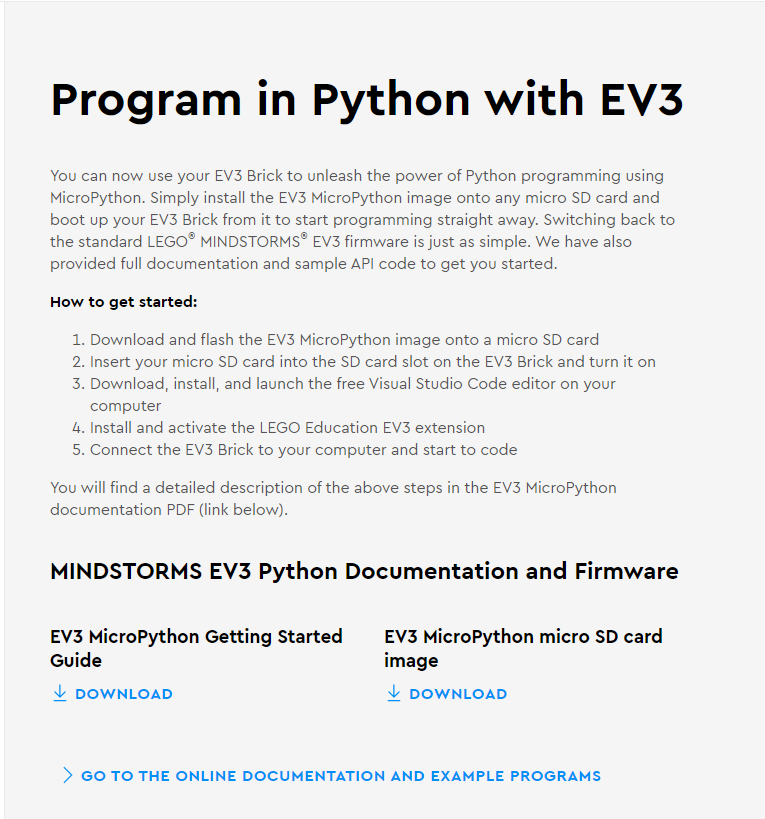 Program in Python with EV3
You can now use your EV3 Brick to unleash the power of Python programming using
MicroPython. Simply install the EV3 MicroPython image onto any micro SD card and
boot up your EV3 Brick from it to start programming straight away. Switching back to
the standard LEGO® MINDSTORMS® EV3 firmware is just as simple. We have also
provided full documentation and sample API code to get you started.
How to get started:
1. Download and flash the EV3 MicroPython image onto a micro SD card
2. Insert your micro SD card into the SD card slot on the EV3 Brick and turn it on
3. Download, install, and launch the free Visual Studio Code editor on your
computer
4. Install and activate the LEGO Education EV3 extension
5. Connect the EV3 Brick to your computer and start to code
You will find a detailed description of the above steps in the EV3 MicroPython
documentation PDF (link below).
MINDSTORMS EV3 Python Documentation and Firmware
EV3 MicroPython Getting Started
Guide
DOWNLOAD
EV3 MicroPython micro SD card
image
DOWNLOAD
GO TO THE ONLINE DOCUMENTATION AND EXAMPLE PROGRAMS